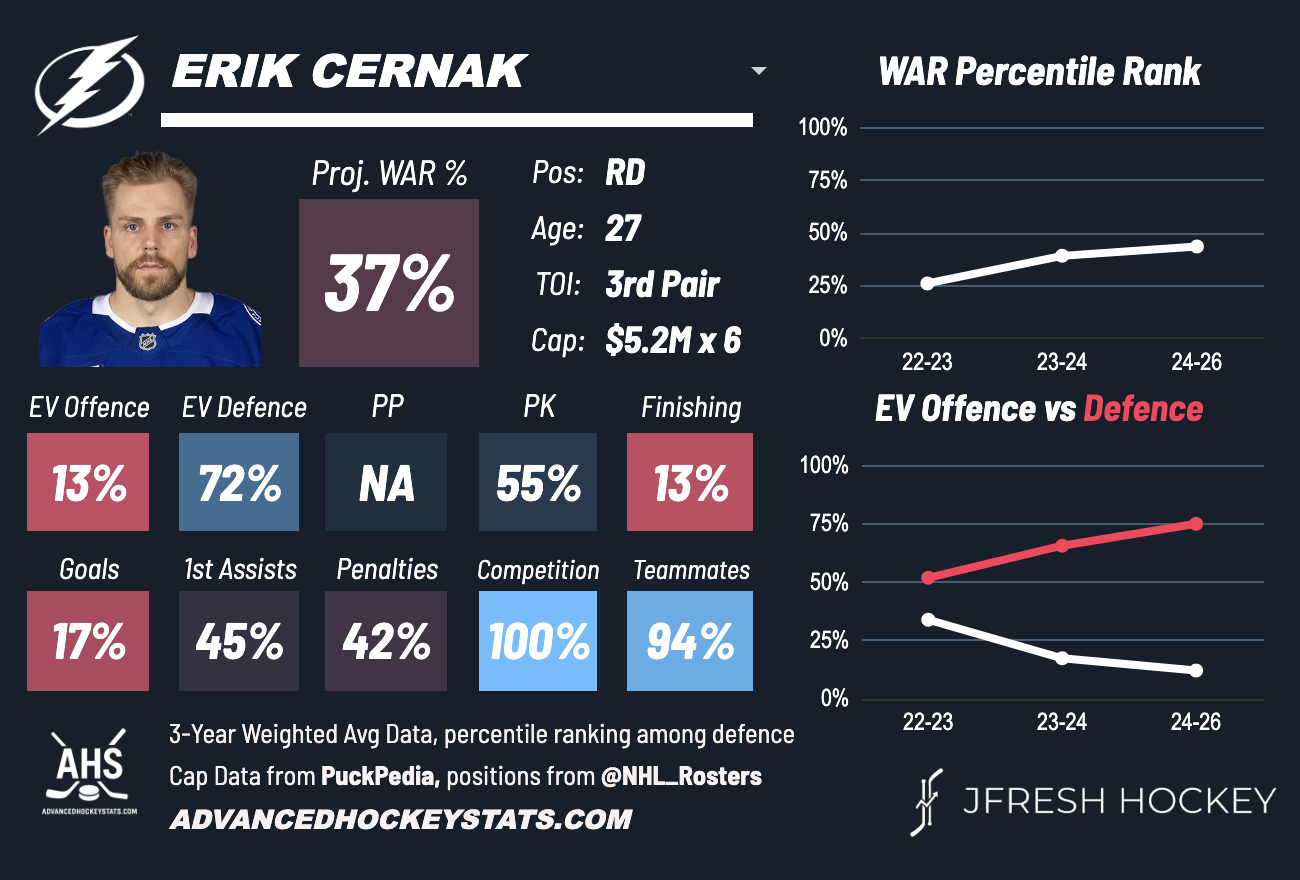 ERIK CERNAK
Proj. WAR %
37%
Pos: RD
Age: 27
TOI: 3rd Pair
Cap: $5.2M x 6
EV Offence EV Defence PP PK Finishing
13% 72% NA 55% 13%
Goals 1st Assists Penalties Competition Teammates
17% 45% 42% 100% 94%
WAR Percentile Rank
100%
75%
50%
25%
0%
22-23 23-24 24-26
EV Offence vs Defence
100%
75%
50%
25%
0%
22-23 23-24 24-26
AHS
ADVANCEDHOCKEYSTATS.COM
3-Year Weighted Avg Data, percentile ranking among defence
Cap Data from PuckPedia, positions from @NHL_Rosters
ADVANCEDHOCKEYSTATS.COM
JFRESH HOCKEY